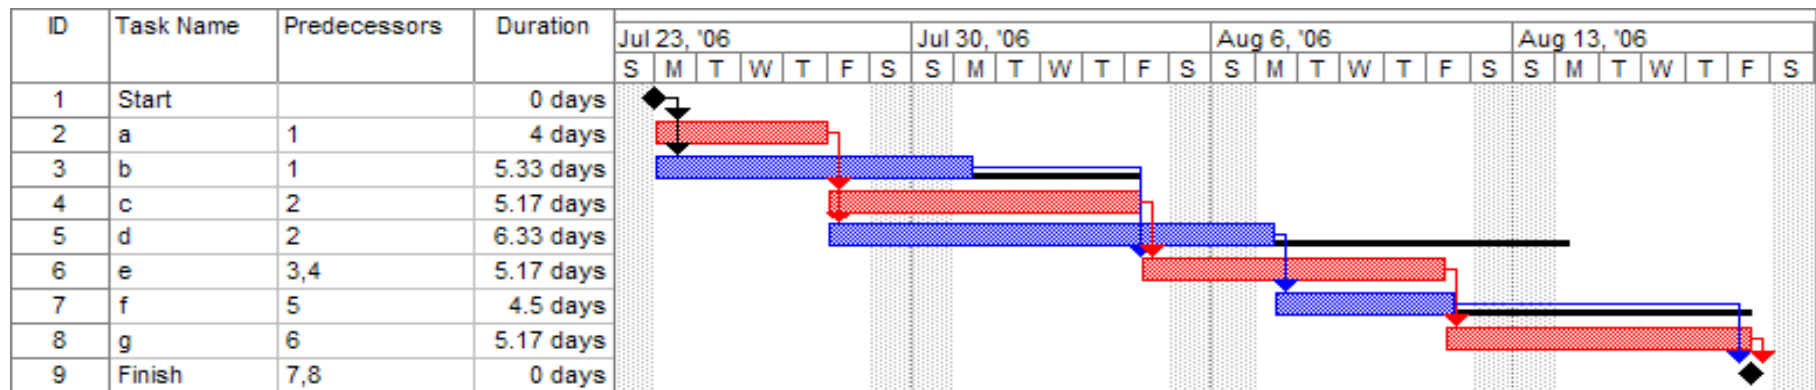 ID Task Name Predecessors Duration
Jul 23, '06 Jul 30, '06 Aug 6, '06 Aug 13, '06
S M T W T F S S M T W T F S S M T W T F S S M T W T F S
1 Start 0 days
2 a 1 4 days
3 b 1 5.33 days
4 c 2 5.17 days
5 d 2 6.33 days
6 e 3,4 5.17 days
7 f 5 4.5 days
8 g 6 5.17 days
9 Finish 7,8 0 days